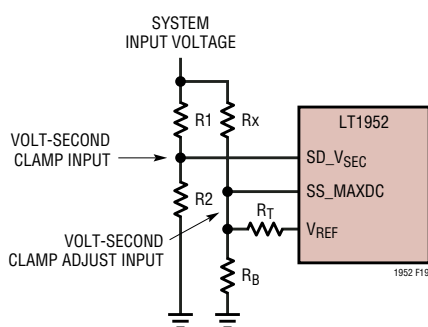 SYSTEM
INPUT VOLTAGE
R1
Rx
LT1952
VOLT-SECOND
CLAMP INPUT
SD_VSEC
R2
SS_MAXDC
RT
VREF
VOLT-SECOND
CLAMP ADJUST INPUT
RB
1952 F19